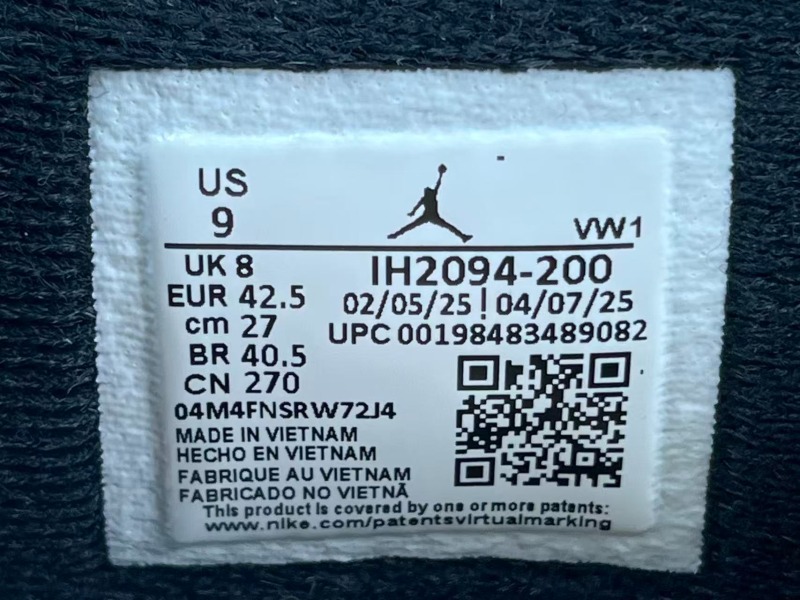 US
9
VW1
UK 8
IH2094-200
EUR 42.5
02/05/25 | 04/07/25
cm 27
UPC 00198483489082
BR 40.5
CN 270
04M4FNSRW72J4
MADE IN VIETNAM
HECHO EN VIETNAM
FABRIQUE AU VIETNAM
FABRICADO NO VIETNÃ
This product is covered by one or more patents:
www.nike.com/patentsvirtualmarking